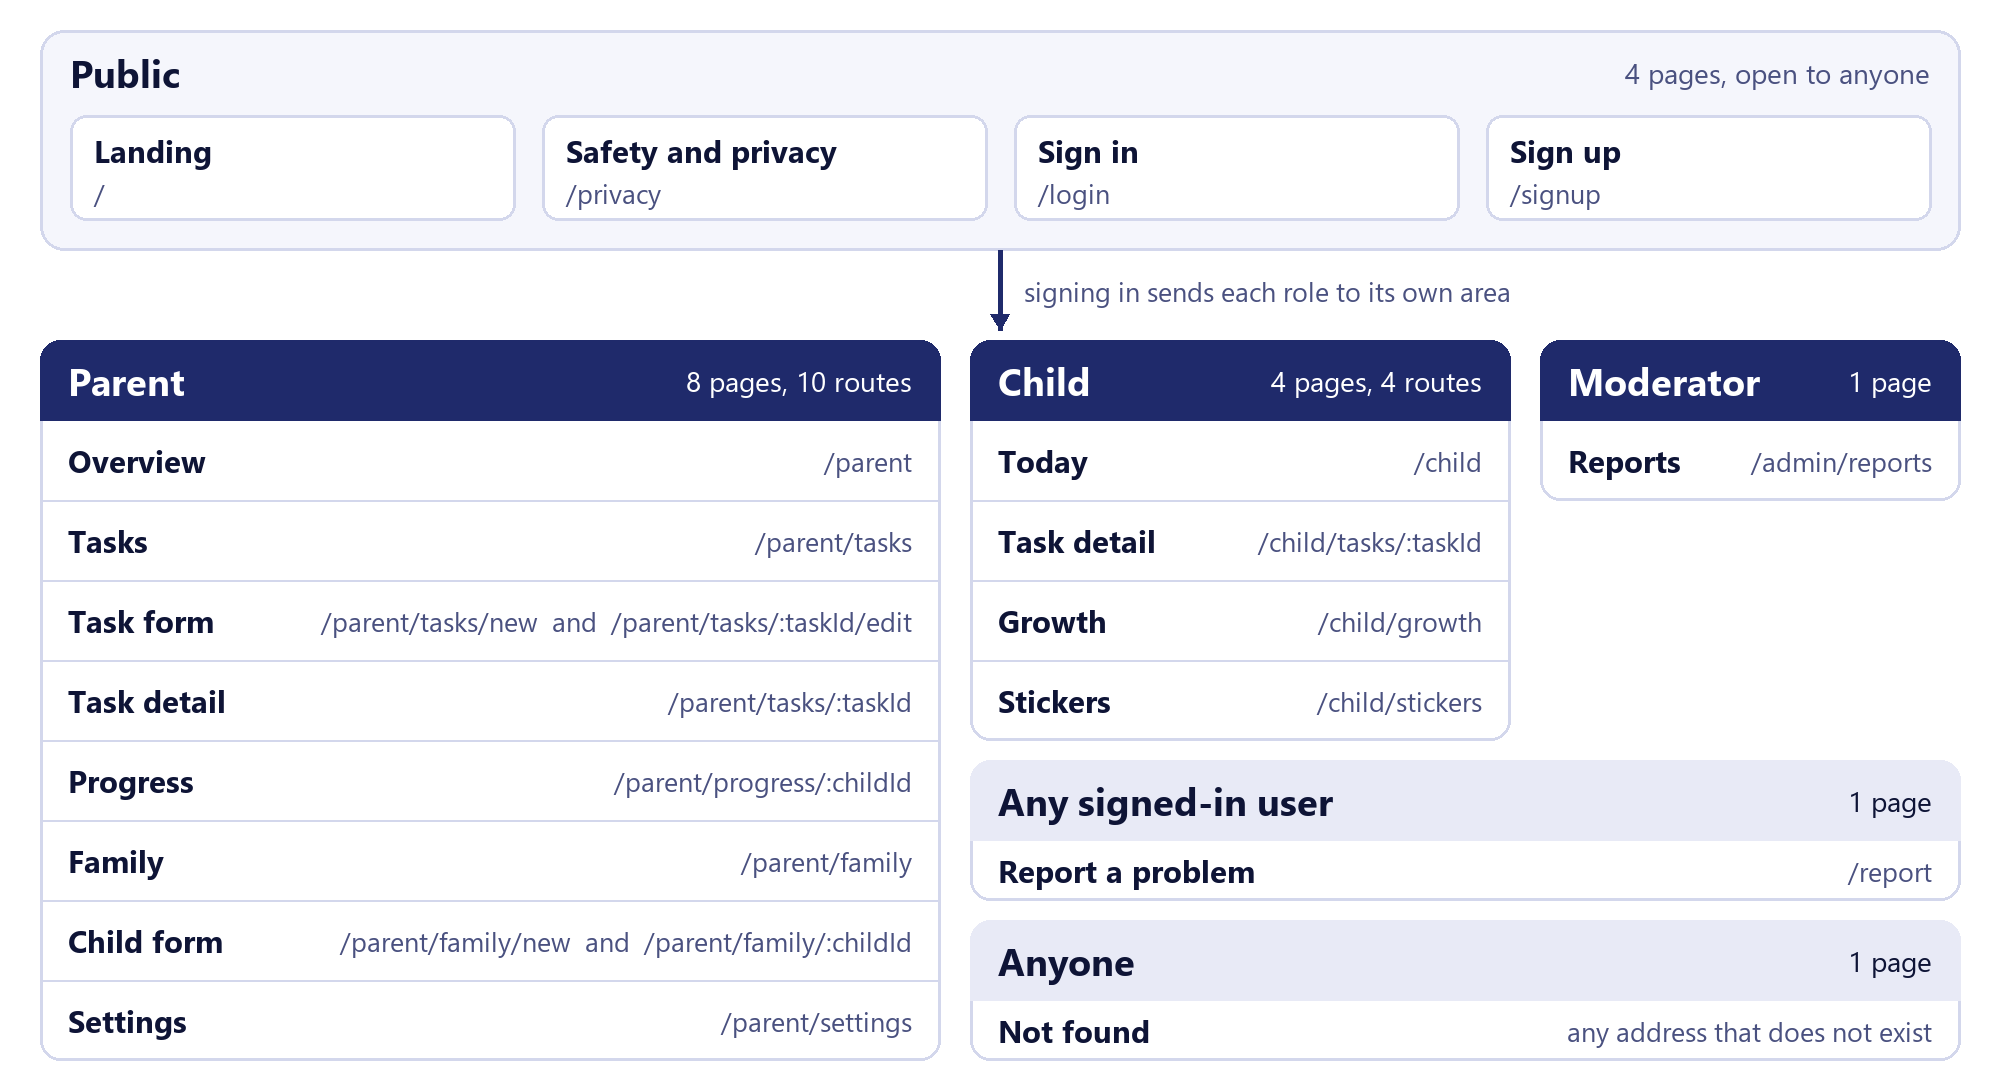 Public
4 pages, open to anyone
Landing
/
Safety and privacy
/privacy
Sign in
/login
Sign up
/signup
signing in sends each role to its own area
Parent 8 pages, 10 routes
Overview /parent
Tasks /parent/tasks
Task form /parent/tasks/new and /parent/tasks/:taskId/edit
Task detail /parent/tasks/:taskId
Progress /parent/progress/:childId
Family /parent/family
Child form /parent/family/new and /parent/family/:childId
Settings /parent/settings
Child 4 pages, 4 routes
Today /child
Task detail /child/tasks/:taskId
Growth /child/growth
Stickers /child/stickers
Moderator 1 page
Reports /admin/reports
Any signed-in user 1 page
Report a problem /report
Anyone 1 page
Not found any address that does not exist